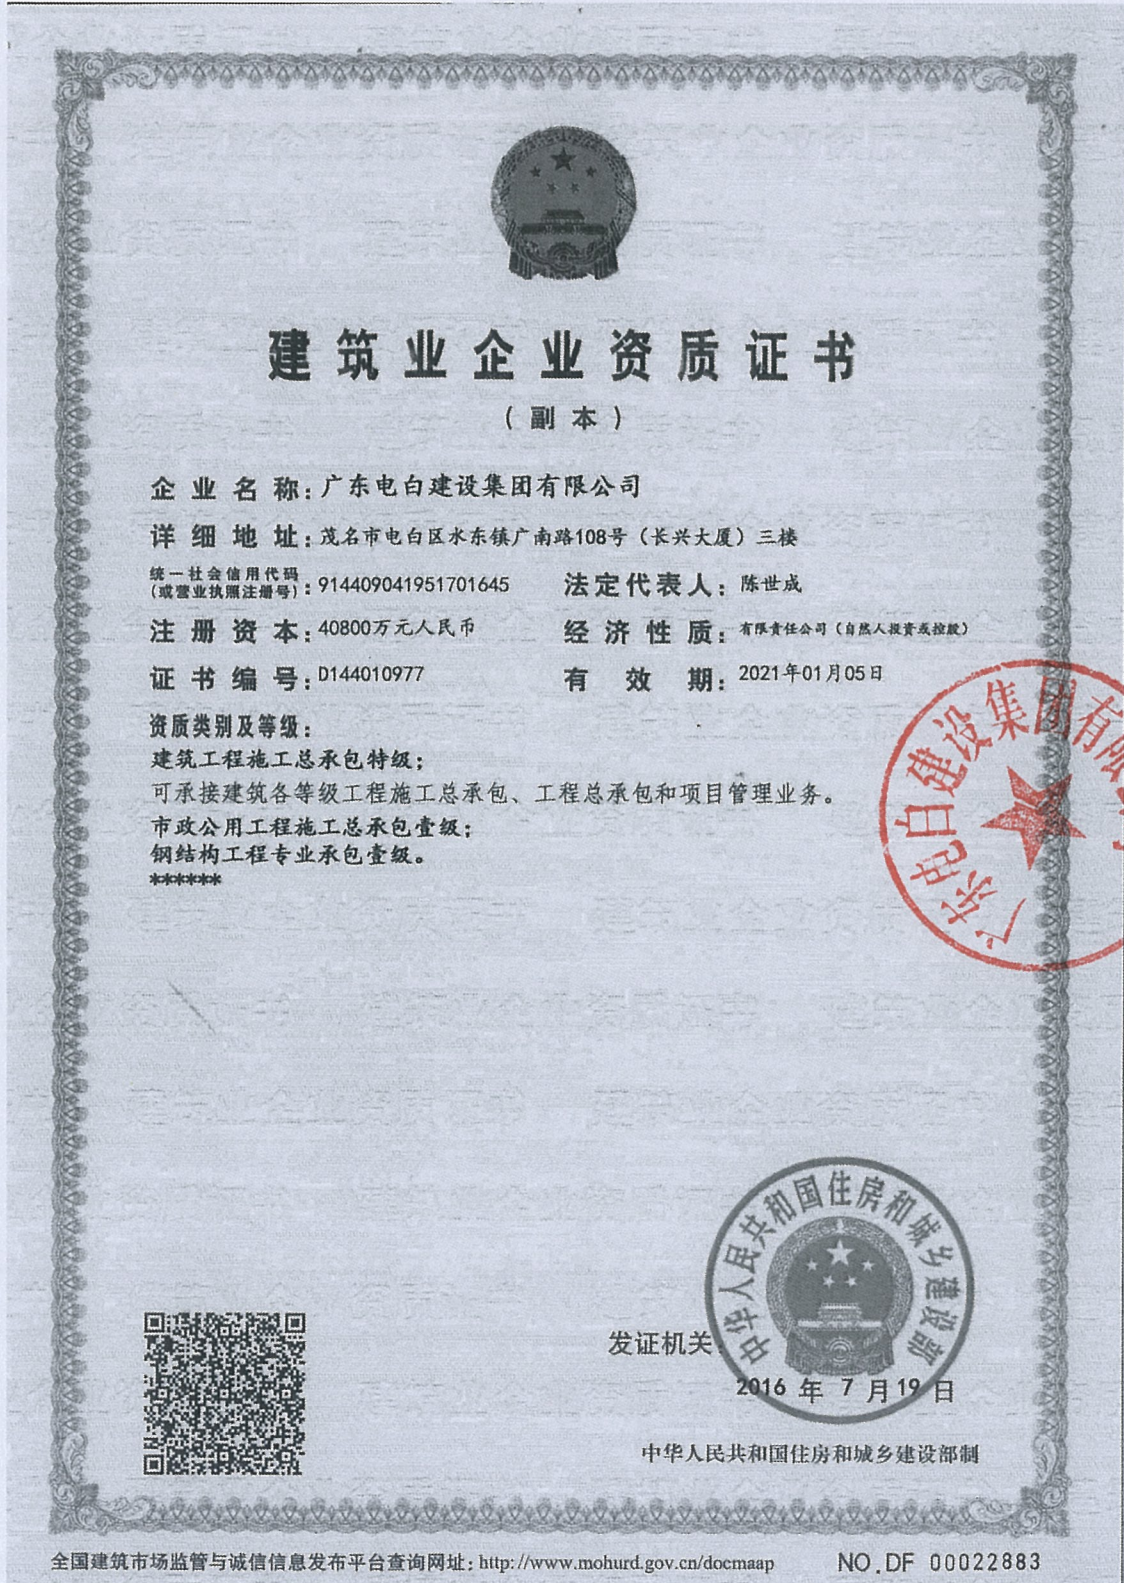 建筑业企业资质证书
（副本）
企业名称：广东电白建设集团有限公司
详细地址：茂名市电白区水东镇广南路108号（长兴大厦）三楼
统一社会信用代码
（或营业执照注册号）：914409041951701645 法定代表人：陈世成
注册资本：40800万元人民币 经济性质：有限责任公司（自然人投资或控股）
证书编号：D144010977 有效期：2021年01月05日
资质类别及等级：
建筑工程施工总承包特级；
可承接建筑各等级工程施工总承包、工程总承包和项目管理业务。
市政公用工程施工总承包壹级；
钢结构工程专业承包壹级。
******
广东电白建设集团有限
中华人民共和国住房和城乡建设部
发证机关：
2016年7月19日
中华人民共和国住房和城乡建设部制
全国建筑市场监管与诚信信息发布平台查询网址：http://www.mohurd.gov.cn/docmaap NO.DF 00022883